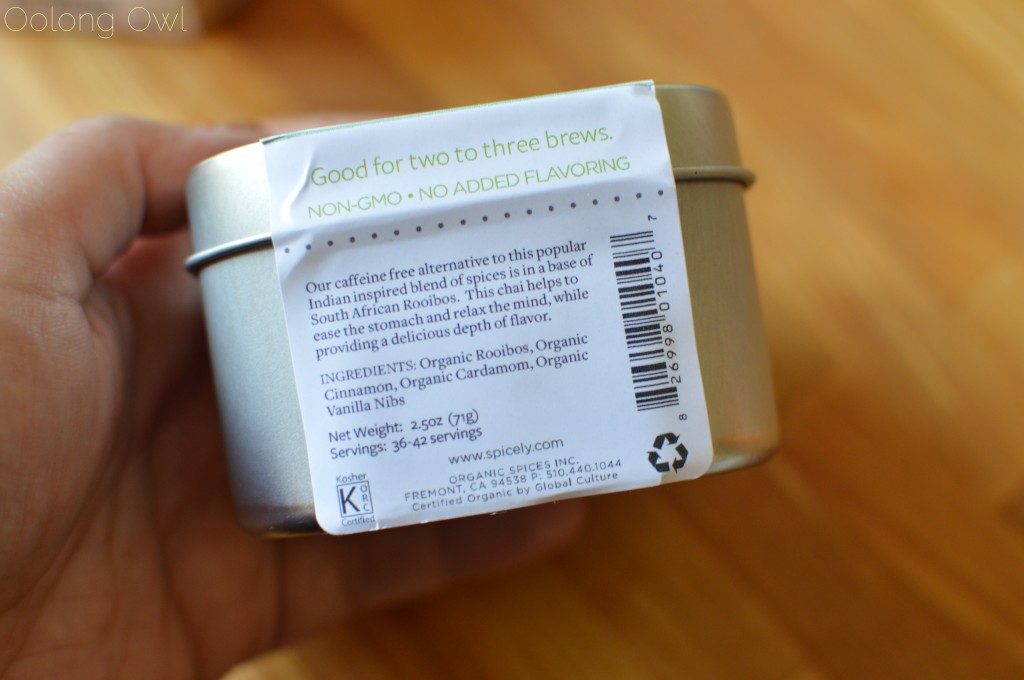 Oolong Owl
Good for two to three brews.
NON-GMO • NO ADDED FLAVORING
Our caffeine free alternative to this popular
Indian inspired blend of spices is in a base of
South African Rooibos. This chai helps to
ease the stomach and relax the mind, while
providing a delicious depth of flavor.
INGREDIENTS: Organic Rooibos, Organic
Cinnamon, Organic Cardamom, Organic
Vanilla Nibs
Net Weight: 2.5oz (71g)
Servings: 36-42 servings
www.spicely.com
ORGANIC SPICES INC.
FREMONT, CA 94538 P: 510.440.1044
Certified Organic by Global Culture
Kosher
K ORC
Certified
8 26998 01040 7